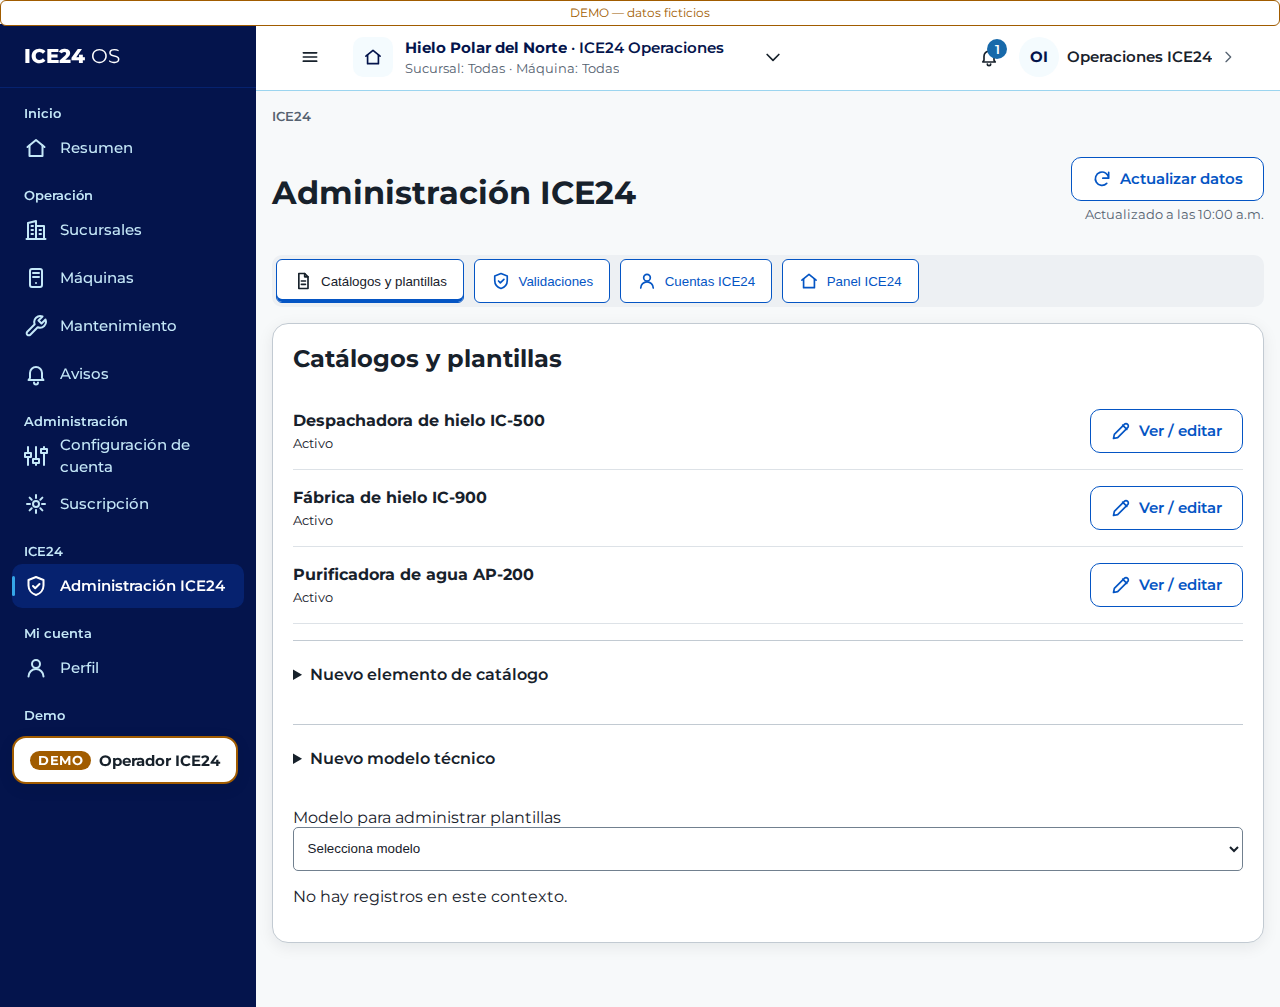 DEMO — datos ficticios
ICE24 OS
Inicio
Resumen
Operación
Sucursales
Máquinas
Mantenimiento
Avisos
Administración
Configuración de
cuenta
Suscripción
ICE24
Administración ICE24
Mi cuenta
Perfil
Demo
DEMO Operador ICE24
Hielo Polar del Norte · ICE24 Operaciones
Sucursal: Todas · Máquina: Todas
1
OI Operaciones ICE24
ICE24
Administración ICE24
Actualizar datos
Actualizado a las 10:00 a.m.
Catálogos y plantillas
Validaciones
Cuentas ICE24
Panel ICE24
Catálogos y plantillas
Despachadora de hielo IC-500
Activo
Ver / editar
Fábrica de hielo IC-900
Activo
Ver / editar
Purificadora de agua AP-200
Activo
Ver / editar
Nuevo elemento de catálogo
Nuevo modelo técnico
Modelo para administrar plantillas
Selecciona modelo
No hay registros en este contexto.